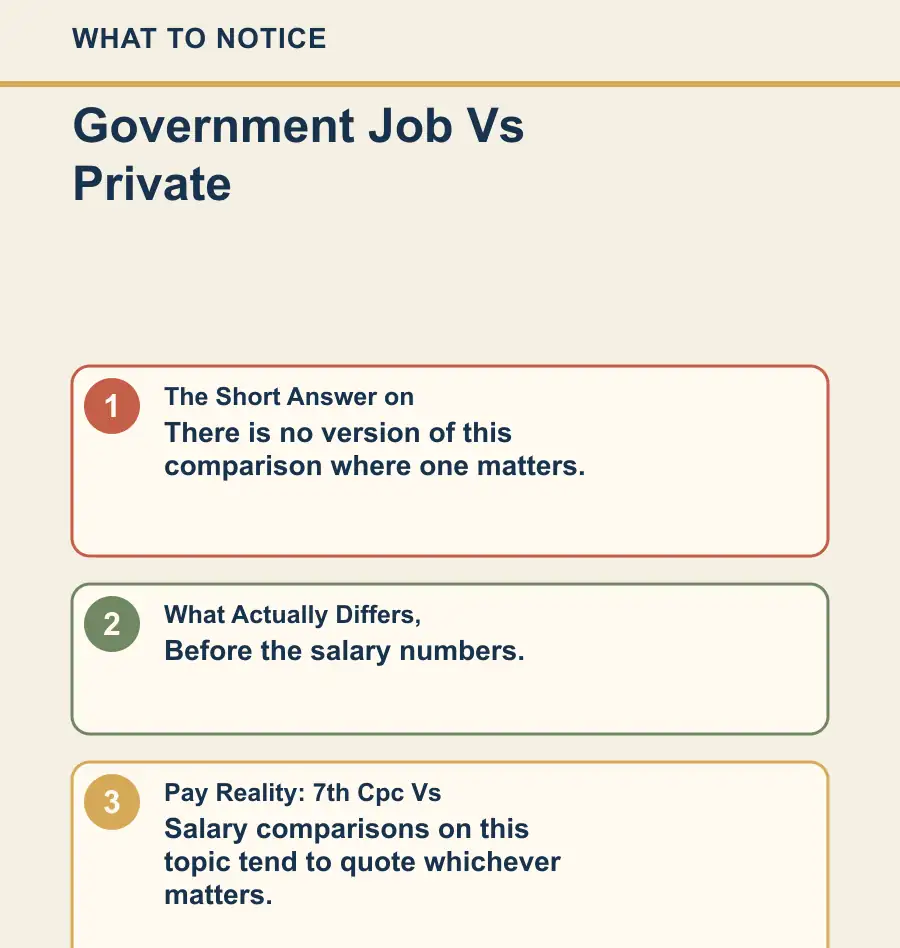 WHAT TO NOTICE
Government Job Vs
Private
1
The Short Answer on
There is no version of this
comparison where one matters.
2
What Actually Differs,
Before the salary numbers.
3
Pay Reality: 7th Cpc Vs
Salary comparisons on this
topic tend to quote whichever
matters.